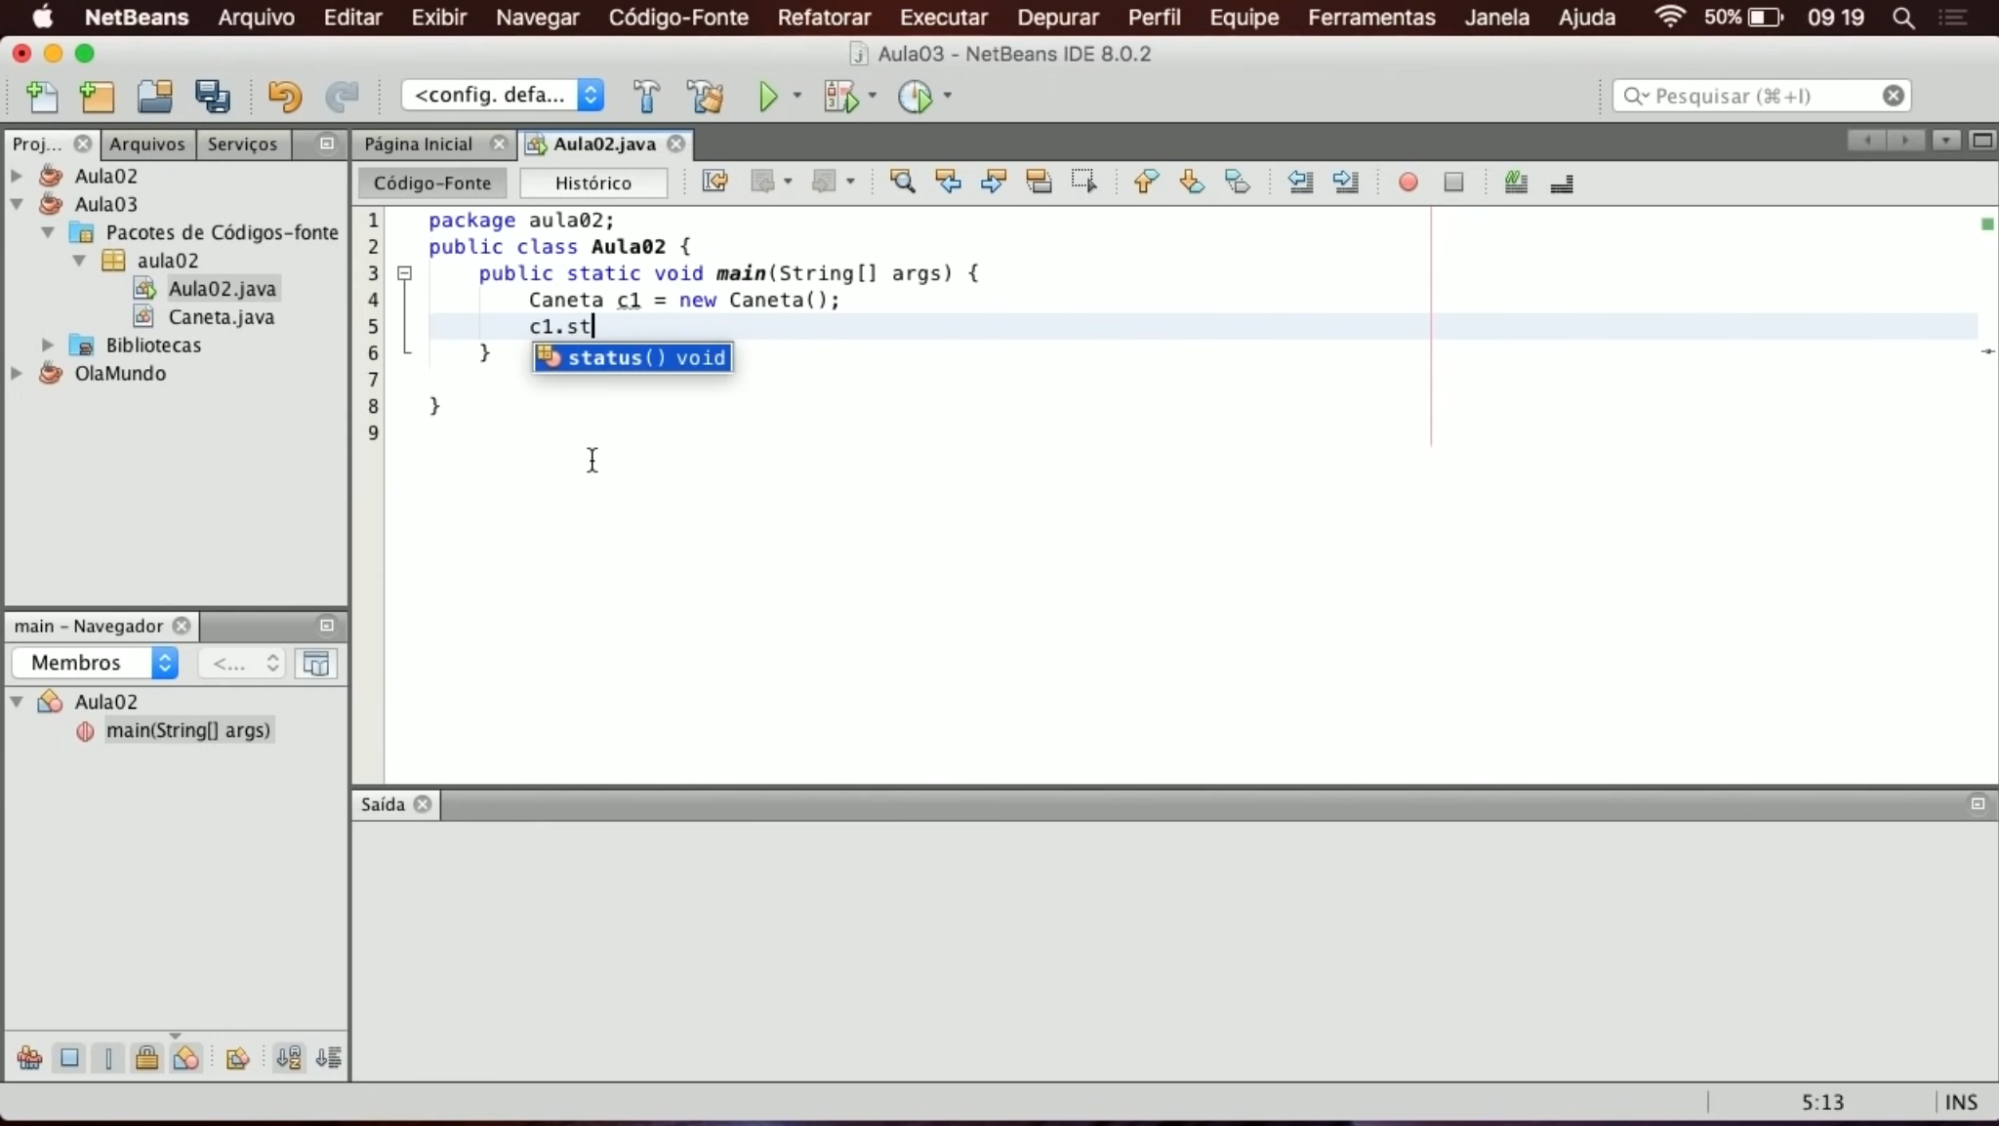 NetBeans Arquivo Editar Exibir Navegar Código-Fonte Refatorar Executar Depurar Perfil Equipe Ferramentas Janela Ajuda 50% 09 19
Aula03 - NetBeans IDE 8.0.2
<config. defa... Pesquisar (⌘+I)
Proj... Arquivos Serviços
Página Inicial Aula02.java
Código-Fonte Histórico
Aula02
Aula03
Pacotes de Códigos-fonte
aula02
Aula02.java
Caneta.java
Bibliotecas
OlaMundo
1 package aula02;
2 public class Aula02 {
3 public static void main(String[] args) {
4 Caneta c1 = new Caneta();
5 c1.st
6 }
status() void
7
8 }
9
main - Navegador
Membros <...
Aula02
main(String[] args)
Saída
5:13 INS